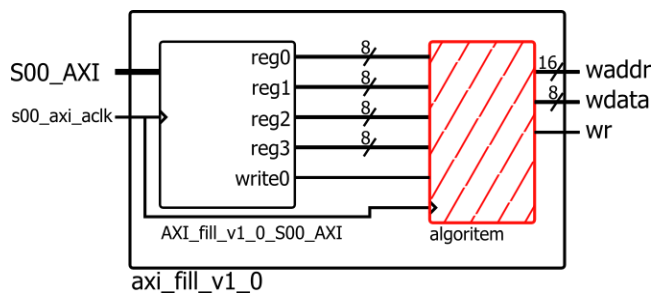 reg0 8
16 waddr
S00_AXI
reg1 8
8 wdata
s00_axi_aclk
reg2 8
wr
reg3 8
write0
AXI_fill_v1_0_S00_AXI
algoritem
axi_fill_v1_0